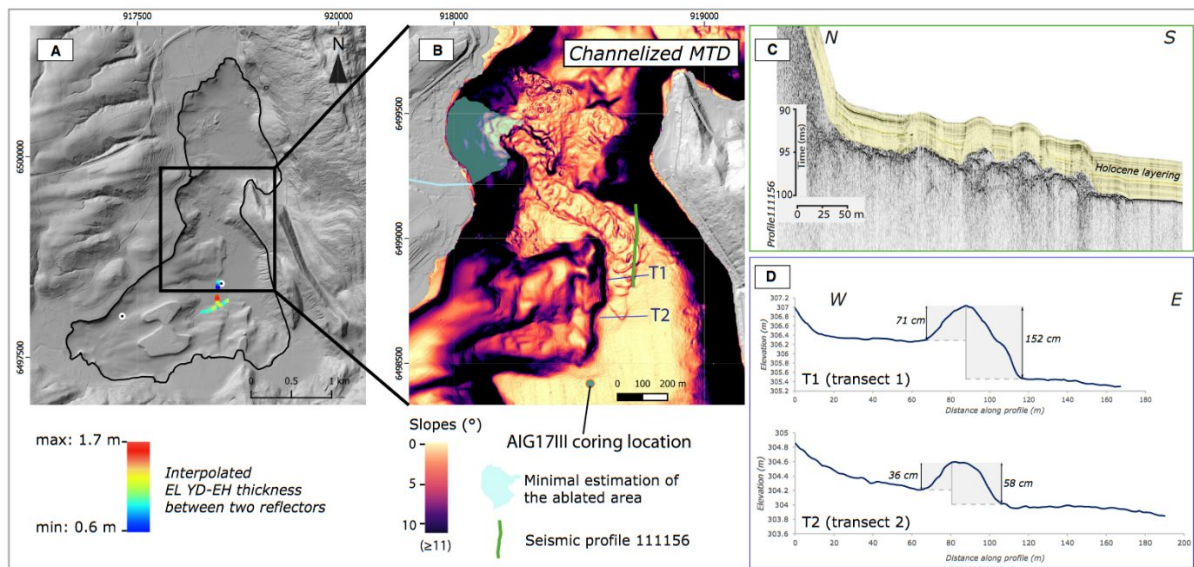 917500
920000
A
N
6500000
6497500
0
0.5
1 km
max: 1.7 m
min: 0.6 m
Interpolated
EL YD-EH thickness
between two reflectors
918000
919000
B
Channelized MTD
6499500
6499000
6498500
T1
T2
0
100
200 m
Slopes (°)
0
5
10
(≥11)
AIG17III coring location
Minimal estimation of
the ablated area
Seismic profile 111156
C
N
S
90
95
100
Time (ms)
Profile111156
0 25 50 m
Holocene layering
D
W
E
307.2
307
306.8
306.6
306.4
306.2
306
305.8
305.6
305.4
305.2
Elevation (m)
71 cm
152 cm
T1 (transect 1)
0 20 40 60 80 100 120 140 160 180
Distance along profile (m)
305
304.8
304.6
304.4
304.2
304
303.8
303.6
Elevation (m)
36 cm
58 cm
T2 (transect 2)
0 20 40 60 80 100 120 140 160 180 200
Distance along profile (m)